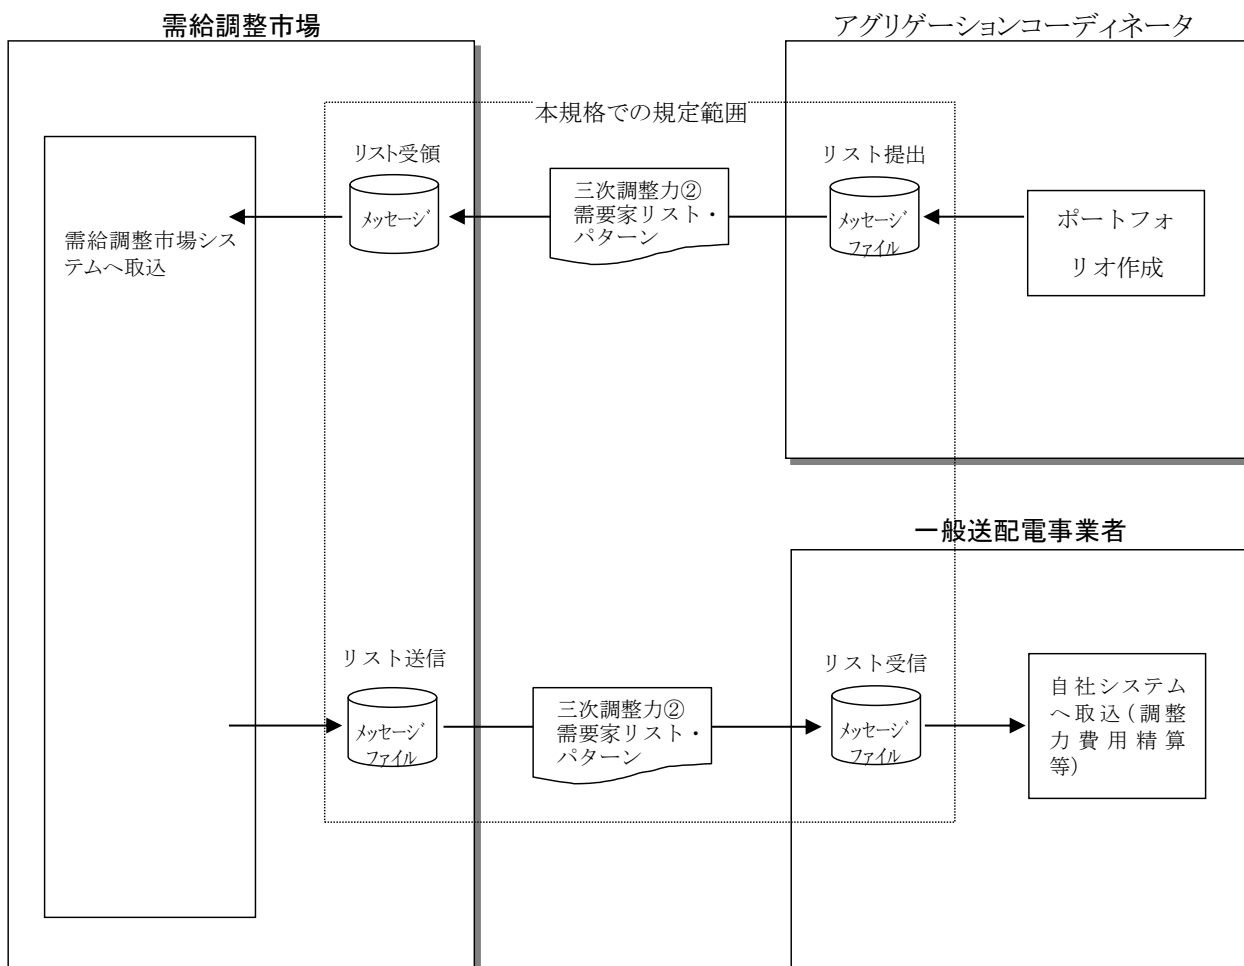 需給調整市場
アグリゲーションコーディネータ
本規格での規定範囲
リスト受領
メッセージ
三次調整力②
需要家リスト・
パターン
リスト提出
メッセージ
ファイル
ポートフォ
リオ作成
需給調整市場シス
テムへ取込
一般送配電事業者
リスト送信
メッセージ
ファイル
三次調整力②
需要家リスト・
パターン
リスト受信
メッセージ
ファイル
自社システム
へ取込(調整
力費用精算
等)